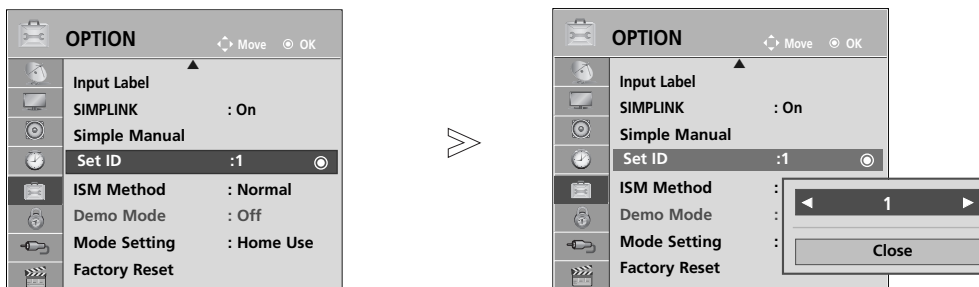 OPTION
Move OK
Input Label
SIMPLINK : On
Simple Manual
Set ID :1
ISM Method : Normal
Demo Mode : Off
Mode Setting : Home Use
Factory Reset
OPTION
Move OK
Input Label
SIMPLINK : On
Simple Manual
Set ID :1
ISM Method :
Demo Mode :
Mode Setting :
Factory Reset
◄ 1 ►
Close